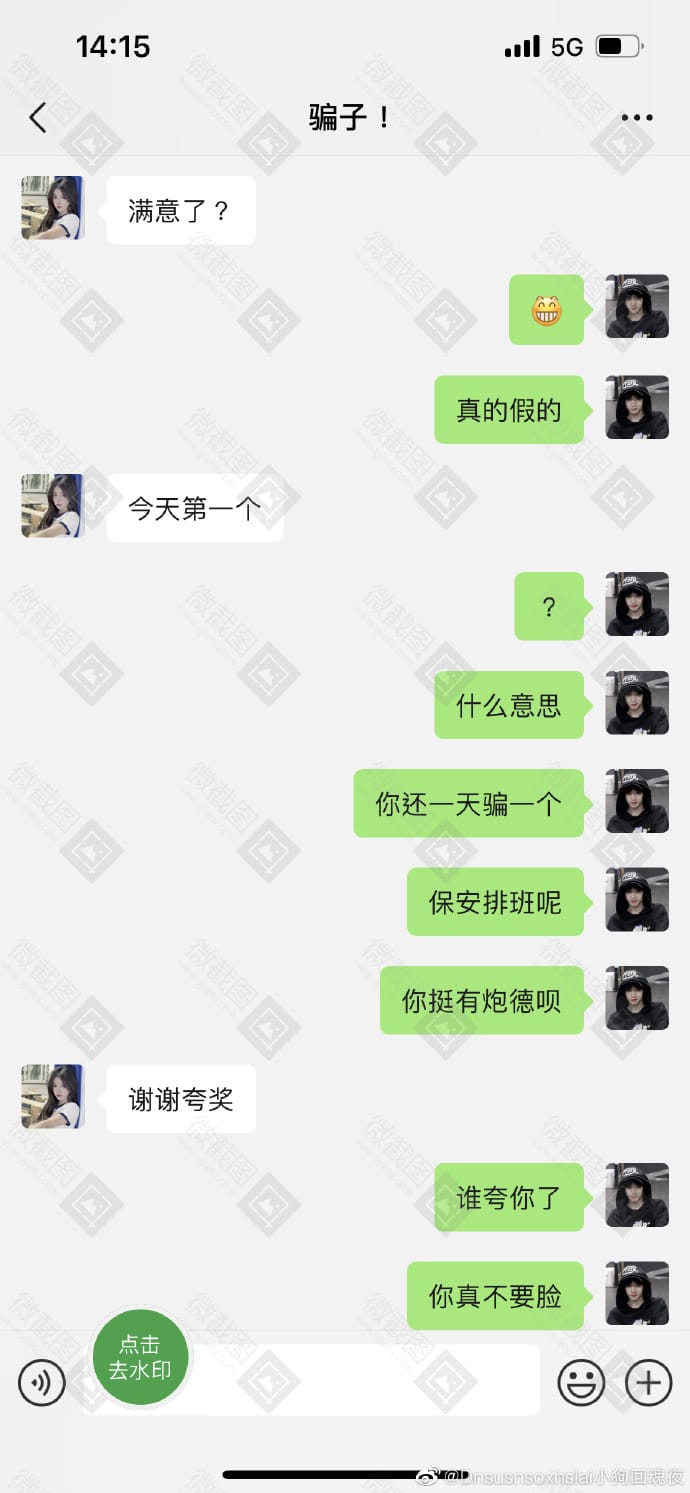 14:15
5G
骗子！
满意了？
真的假的
今天第一个
？
什么意思
你还一天骗一个
保安排班呢
你挺有炮德呗
谢谢夸奖
谁夸你了
你真不要脸
点击
去水印
微截图
@Dnsusnsoxnslai小狗回魂夜